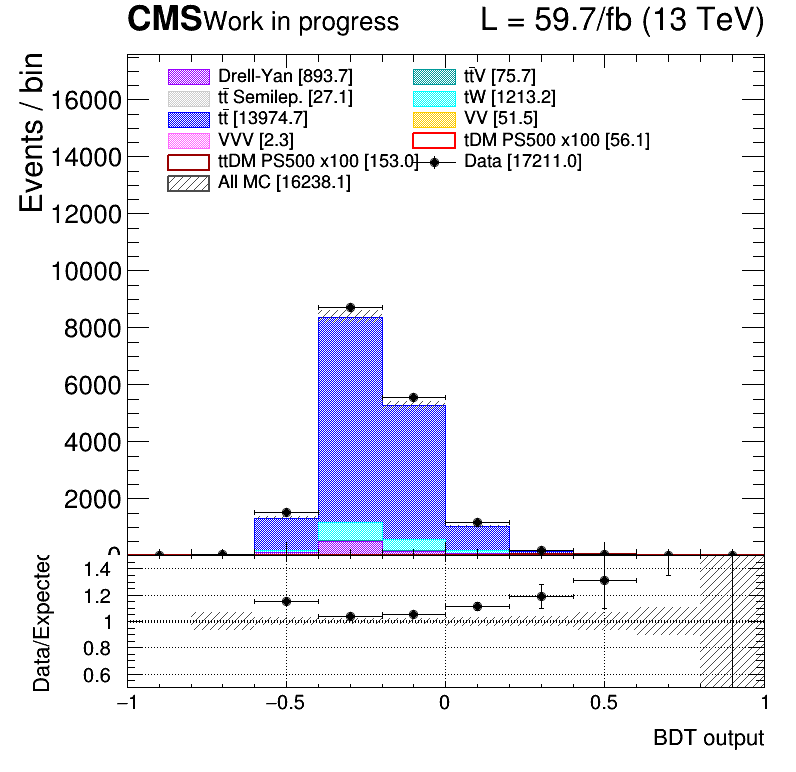 CMS Work in progress L = 59.7/fb (13 TeV)
Events / bin
Drell-Yan [893.7] tt̄V [75.7]
tt̄ Semilep. [27.1] tW [1213.2]
tt̄ [13974.7] VV [51.5]
VVV [2.3] tDM PS500 x100 [56.1]
ttDM PS500 x100 [153.0] Data [17211.0]
All MC [16238.1]
16000
14000
12000
10000
8000
6000
4000
2000
0
Data/Expected
1.4
1.2
1
0.8
0.6
−1 −0.5 0 0.5 1
BDT output